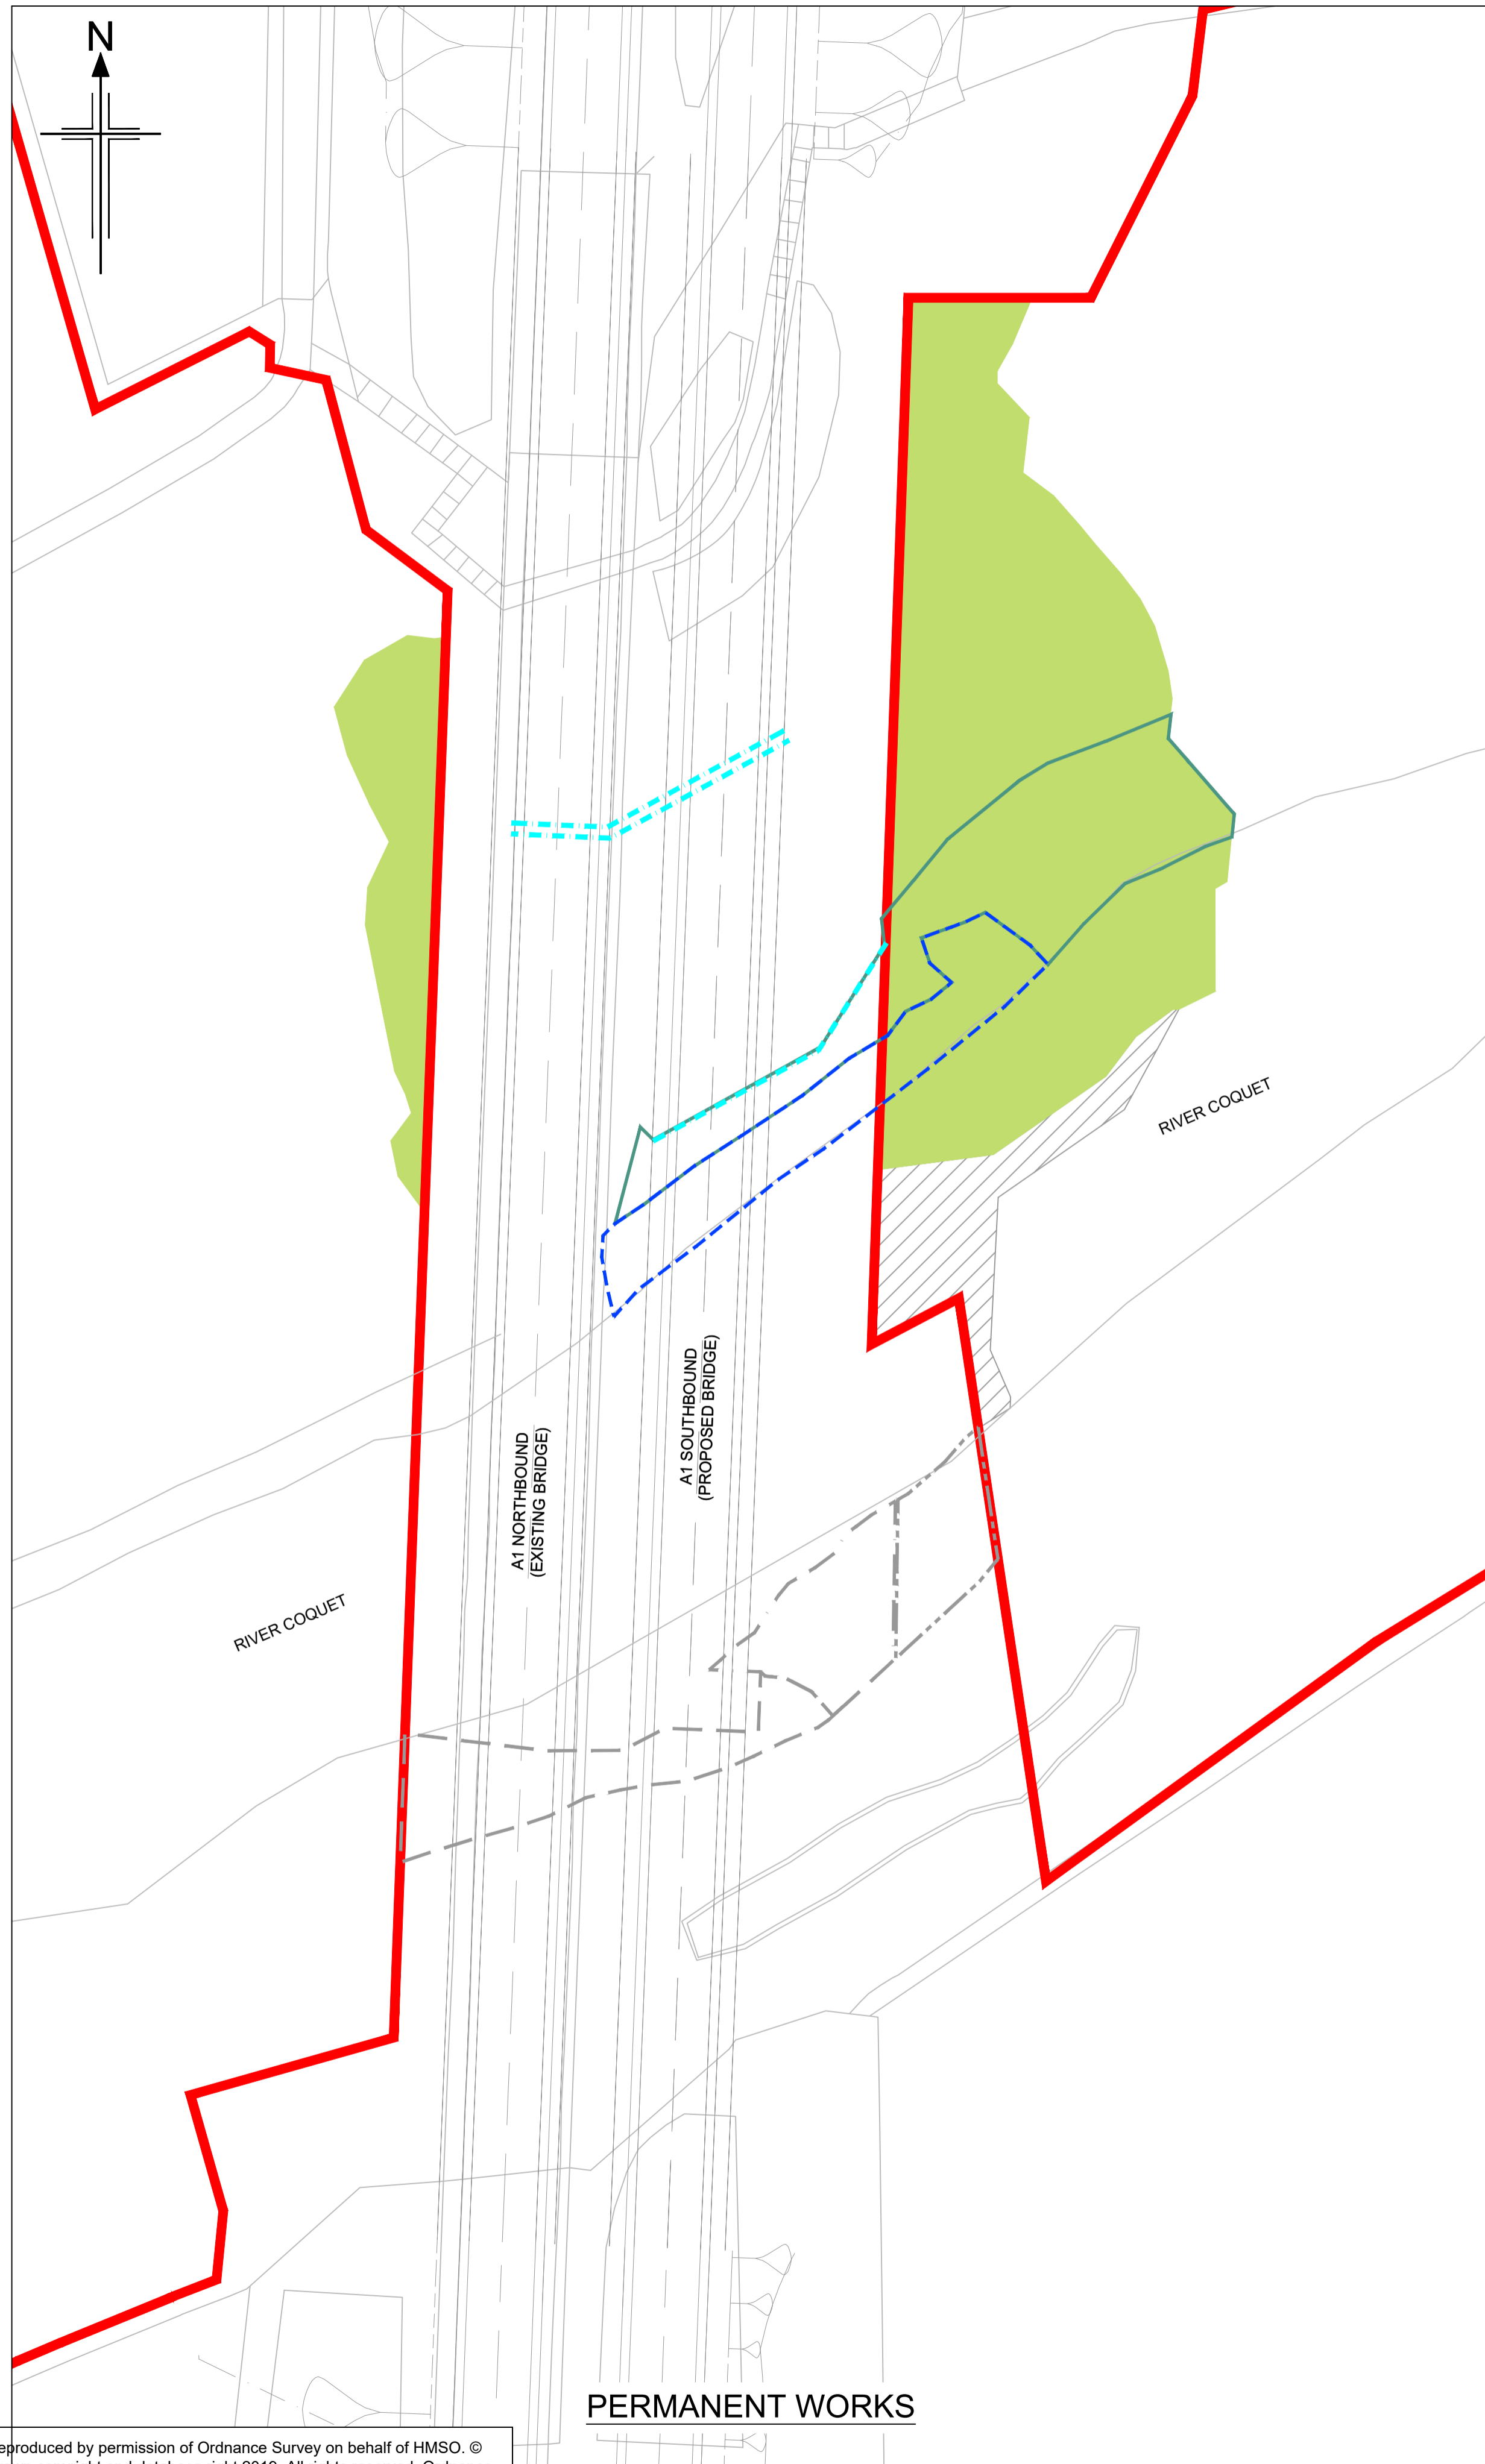 N
RIVER COQUET
A1 SOUTHBOUND
(PROPOSED BRIDGE)
A1 NORTHBOUND
(EXISTING BRIDGE)
RIVER COQUET
PERMANENT WORKS
eproduced by permission of Ordnance Survey on behalf of HMSO. ©